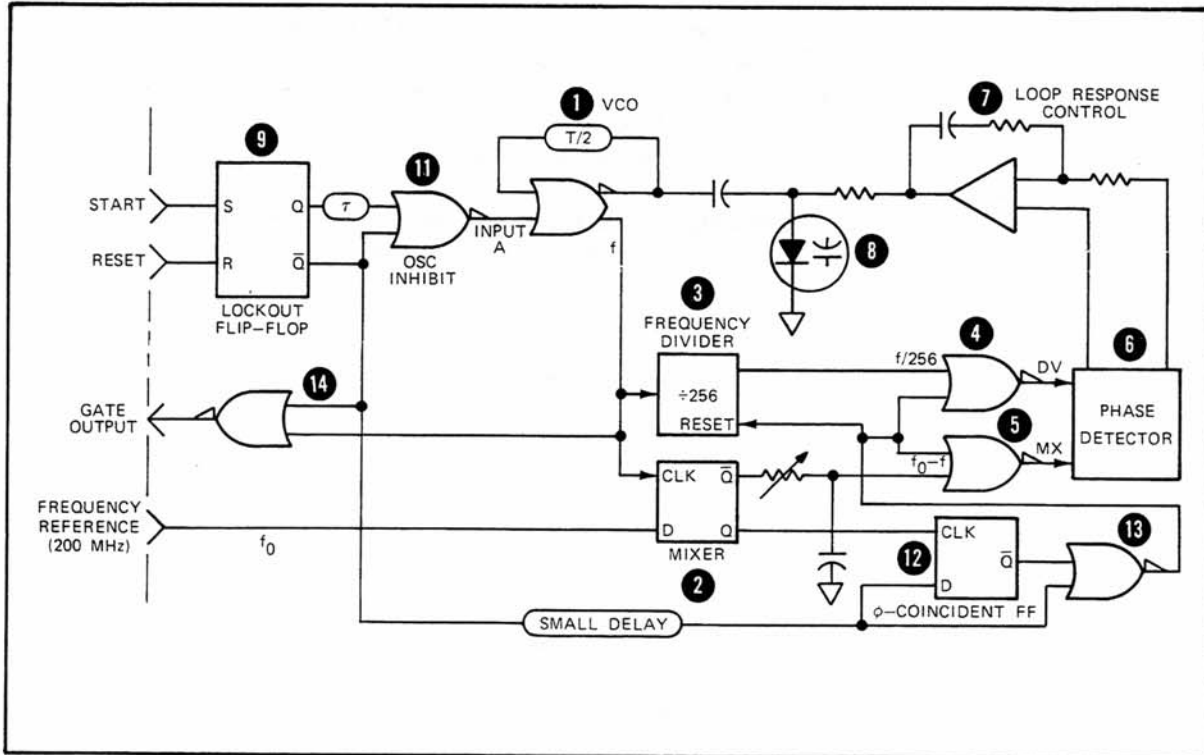 1 VCO
T/2
7 LOOP RESPONSE
CONTROL
9
11
START
S Q
τ
INPUT
A
f
8
RESET
R Q̅
OSC
INHIBIT
LOCKOUT
FLIP-FLOP
3
FREQUENCY
DIVIDER
÷256
RESET
f/256
4
DV
6
PHASE
DETECTOR
14
GATE
OUTPUT
5
f₀-f
MX
CLK Q̅
D Q
MIXER
2
FREQUENCY
REFERENCE
(200 MHz)
f₀
12
CLK
Q̅
D
φ-COINCIDENT FF
13
SMALL DELAY